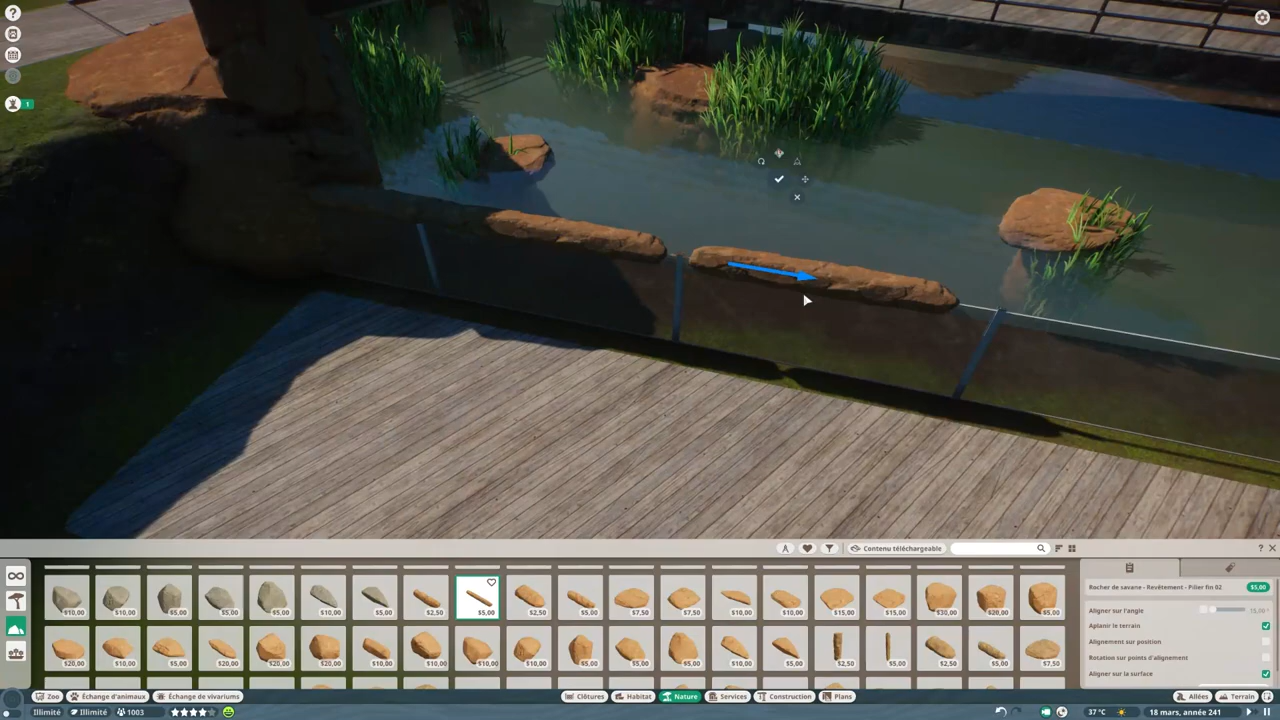 ?
1
Contenu téléchargeable
? ×
$10,00 $10,00 $5,00 $5,00 $5,00 $10,00 $5,00 $2,50 $5,00 $2,50 $5,00 $7,50 $7,50 $10,00 $10,00 $15,00 $15,00 $30,00 $20,00 $5,00
$20,00 $10,00 $5,00 $20,00 $20,00 $20,00 $5,00 $20,00 $10,00 $10,00 $5,00 $5,00 $5,00 $10,00 $5,00 $2,50 $5,00 $2,50 $5,00 $7,50
Rocher de savane - Revêtement - Pilier fin 02 $5,00
Aligner sur l'angle 15,00 °
Aplanir le terrain
Alignement sur position
Rotation sur points d'alignement
Aligner sur la surface
Zoo Échange d'animaux Échange de vivariums Clôtures Habitat Nature Services Construction Plans Allées Terrain
Illimité Illimité 1003 37 °C 18 mars, année 241